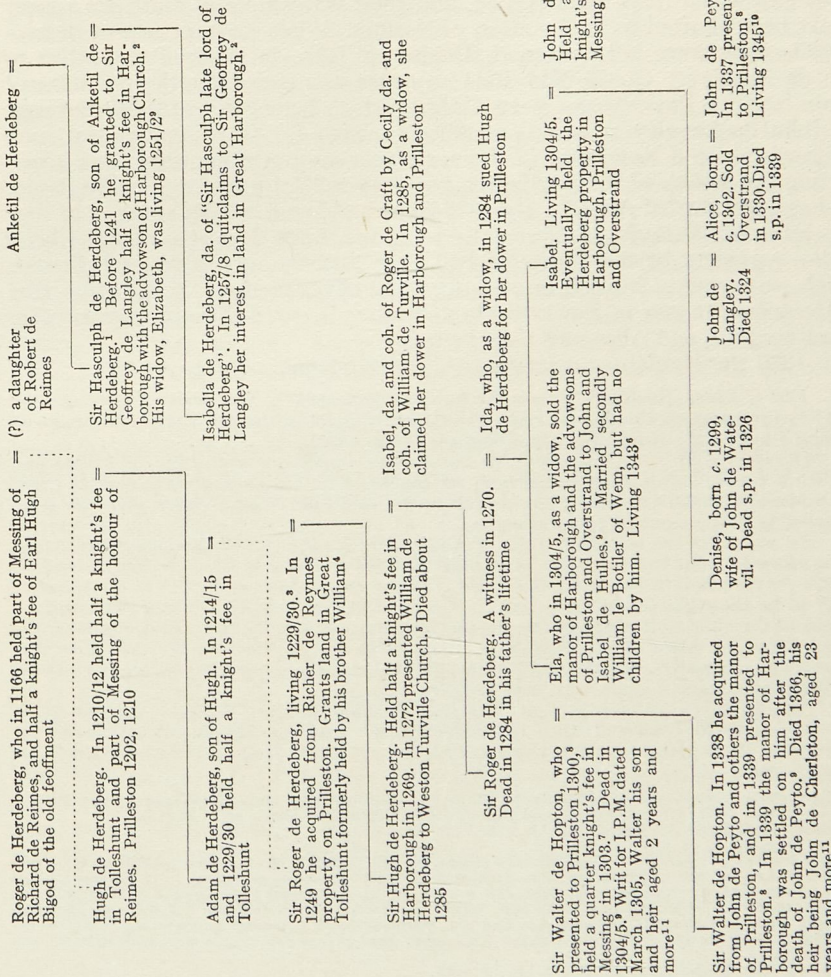 Roger de Herdeberg, who in 1166 held part of Messing of
Richard de Reimes, and half a knight's fee of Earl Hugh
Bigod of the old feoffment
=
(?) a daughter
of Robert de
Reimes
Anketil de Herdeberg
=
Hugh de Herdeberg. In 1210/12 held half a knight's fee
in Tolleshunt and part of Messing of the honour of
Reimes. Prilleston 1202, 1210
=
Sir Hasculph de Herdeberg, son of Anketil de
Herdeberg.¹ Before 1241 he granted to Sir
Geoffrey de Langley half a knight's fee in Har-
borough with the advowson of Harborough Church.²
His widow, Elizabeth, was living 1251/2⁹
=
Adam de Herdeberg, son of Hugh. In 1214/15
and 1229/30 held half a knight's fee in
Tolleshunt
=
Isabella de Herdeberg, da. of "Sir Hasculph late lord of
Herdeberg". In 1257/8 quitclaims to Sir Geoffrey de
Langley her interest in land in Great Harborough.²
Sir Roger de Herdeberg, living 1229/30.³ In
1249 he acquired from Richer de Reymes
property on Prilleston. Grants land in Great
Tolleshunt formerly held by his brother William⁴
=
Sir Hugh de Herdeberg. Held half a knight's fee in
Harborough in 1269. In 1272 presented William de
Herdeberg to Weston Turville Church.⁵ Died about
1285
=
Isabel, da. and coh. of Roger de Craft by Cecily da. and
coh. of William de Turville. In 1285, as a widow, she
claimed her dower in Harborough and Prilleston
Sir Roger de Herdeberg. A witness in 1270.
Dead in 1284 in his father's lifetime
=
Ida, who, as a widow, in 1284 sued Hugh
de Herdeberg for her dower in Prilleston
Sir Walter de Hopton, who
presented to Prilleston 1300,⁸
held a quarter knight's fee in
Messing in 1303.⁷ Dead in
1304/5.⁹ Writ for I.P.M. dated
March 1305, Walter his son
and heir aged 2 years and
more¹¹
=
Ela, who in 1304/5, as a widow, sold the
manor of Harborough and the advowsons
of Prilleston and Overstrand to John and
Isabel de Hulles.⁹ Married secondly
William le Botiler of Wem, but had no
children by him. Living 1343⁶
Isabel. Living 1304/5.
Eventually held the
Herdeberg property in
Harborough, Prilleston
and Overstrand
=
John d
Held a
knight's
Messing
Sir Walter de Hopton. In 1338 he acquired
from John de Peyto and others the manor
of Prilleston, and in 1339 presented to
Prilleston.⁸ In 1339 the manor of Har-
borough was settled on him after the
death of John de Peyto.⁹ Died 1366, his
heir being John de Cherleton, aged 23
years and more¹¹
Denise, born c. 1299,
wife of John de Wate-
vil. Dead s.p. in 1326
John de
Langley.
Died 1324
=
Alice, born
c. 1302. Sold
Overstrand
in 1330. Died
s.p. in 1339
=
John de Pey
In 1337 presen
to Prilleston.⁸
Living 1345¹⁰